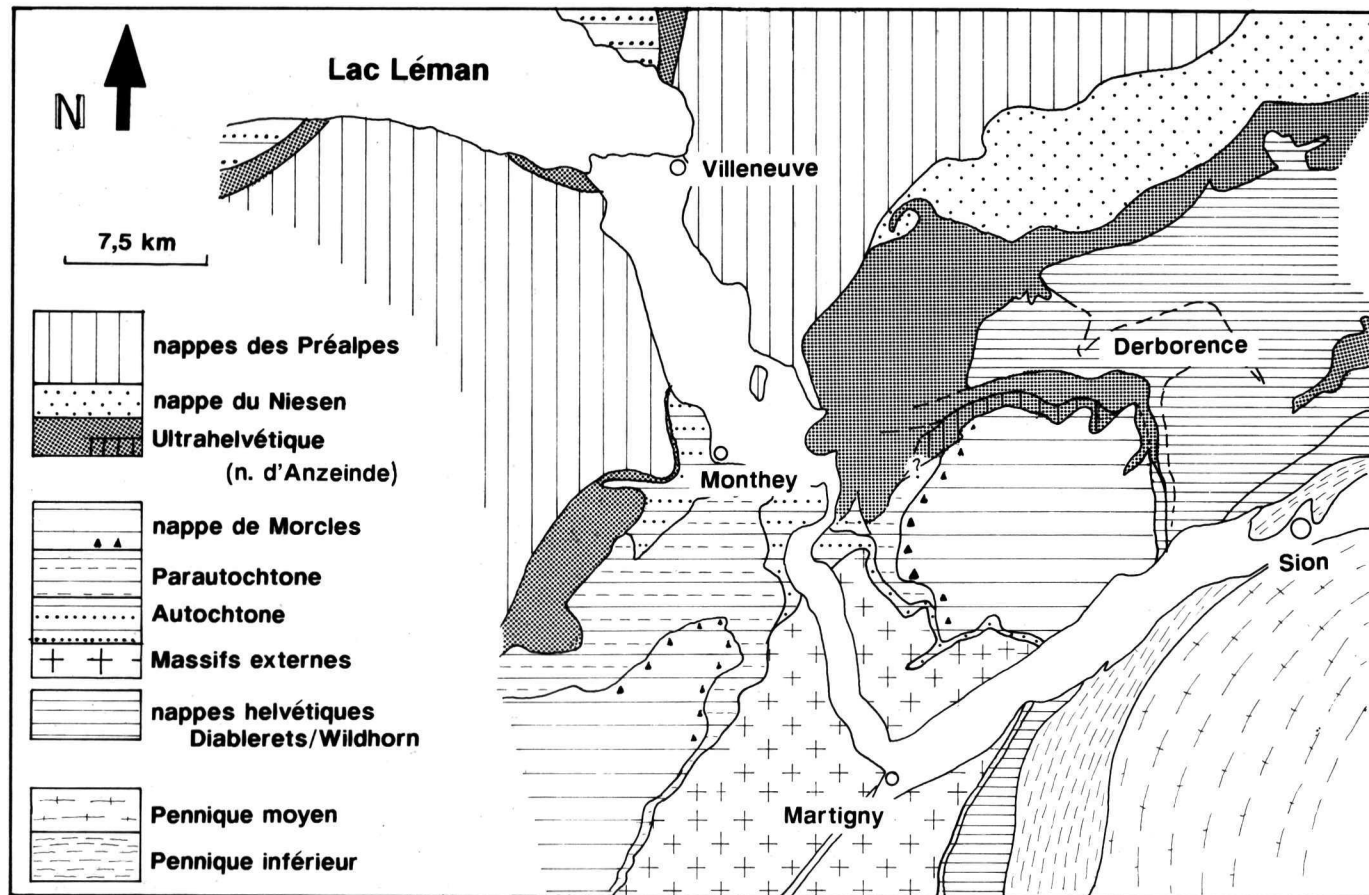 Lac Léman
N
Villeneuve
7,5 km
nappes des Préalpes
nappe du Niesen
Ultrahelvétique
(n. d'Anzeinde)
Derborence
Monthey
?
nappe de Morcles
Parautochtone
Autochtone
Massifs externes
nappes helvétiques
Diablerets/Wildhorn
Sion
Martigny
Pennique moyen
Pennique inférieur